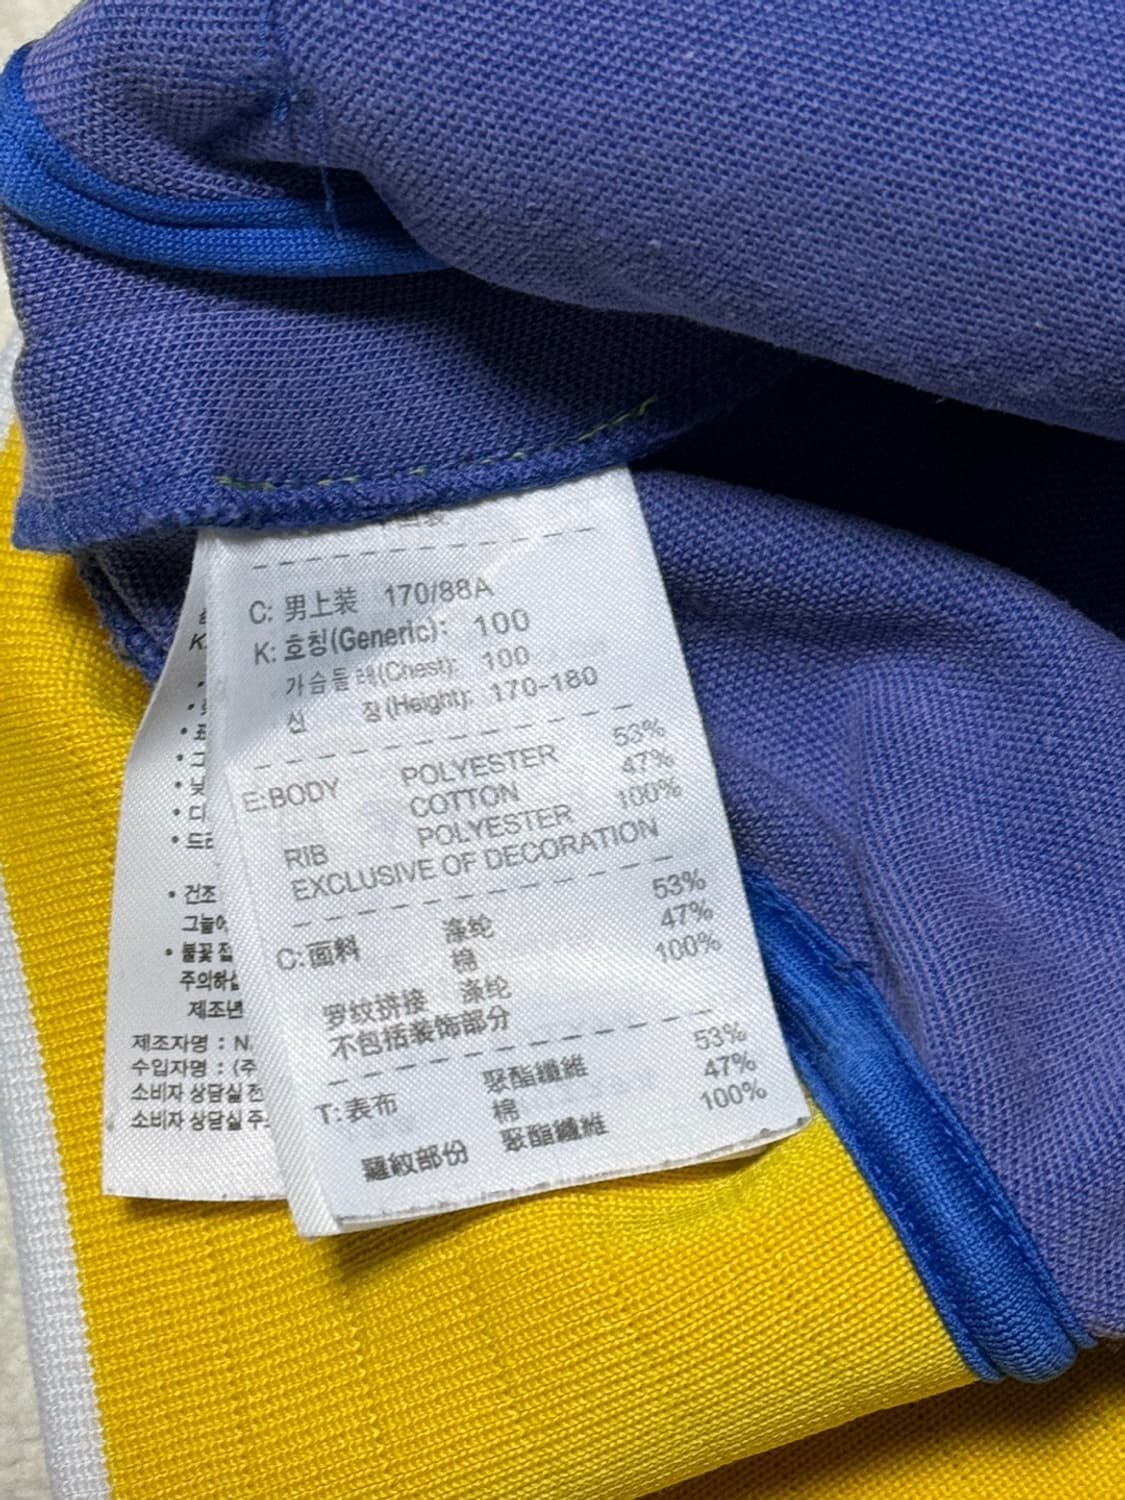 C: 男上装 170/88A
K: 호칭(Generic): 100
가슴둘레(Chest): 100
신 장(Height): 170-180
E:BODY POLYESTER 53%
COTTON 47%
RIB POLYESTER 100%
EXCLUSIVE OF DECORATION
C:面料 涤纶 53%
棉 47%
罗纹拼接 涤纶 100%
不包括装饰部分
T:表布 聚酯纖維 53%
棉 47%
羅紋部份 聚酯纖維 100%
K
• 건조
그늘에
• 불꽃 접
주의하십
제조년
제조자명 : N
수입자명 : (주
소비자 상담실 전
소비자 상담실 주